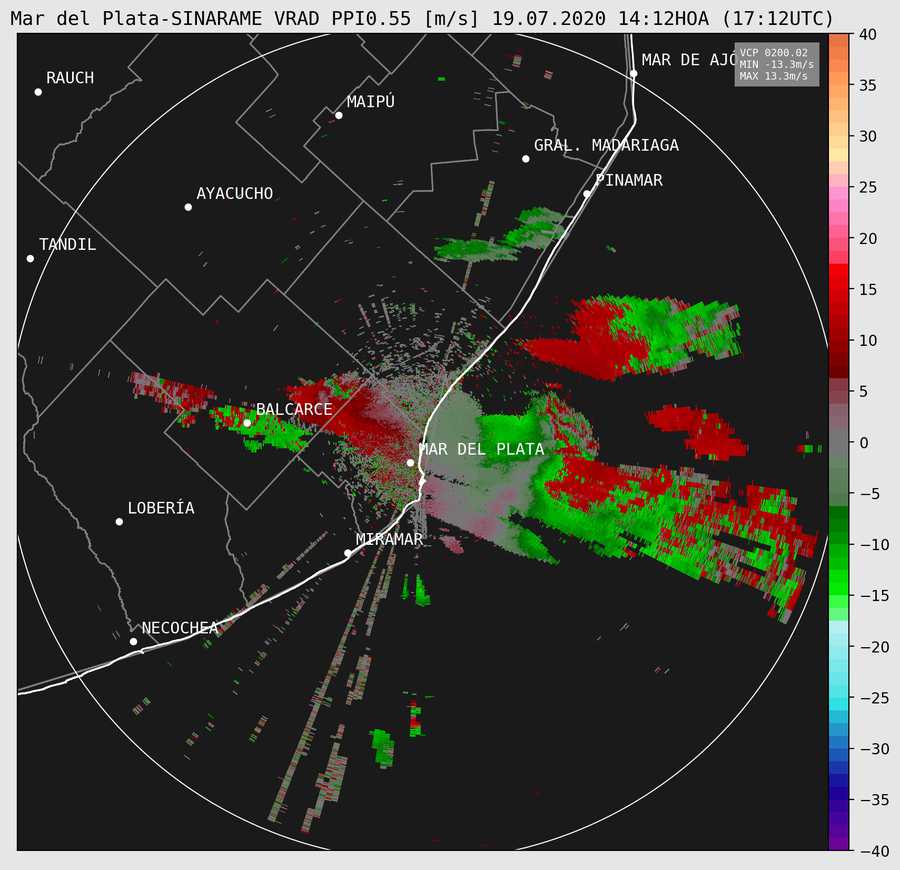 Mar del Plata-SINARAME VRAD PPI0.55 [m/s] 19.07.2020 14:12HOA (17:12UTC)
VCP 0200.02
MIN -13.3m/s
MAX 13.3m/s
MAR DE AJÓ
RAUCH
MAIPÚ
GRAL. MADARIAGA
PINAMAR
AYACUCHO
TANDIL
BALCARCE
MAR DEL PLATA
LOBERÍA
MIRAMAR
NECOCHEA
40
35
30
25
20
15
10
5
0
−5
−10
−15
−20
−25
−30
−35
−40